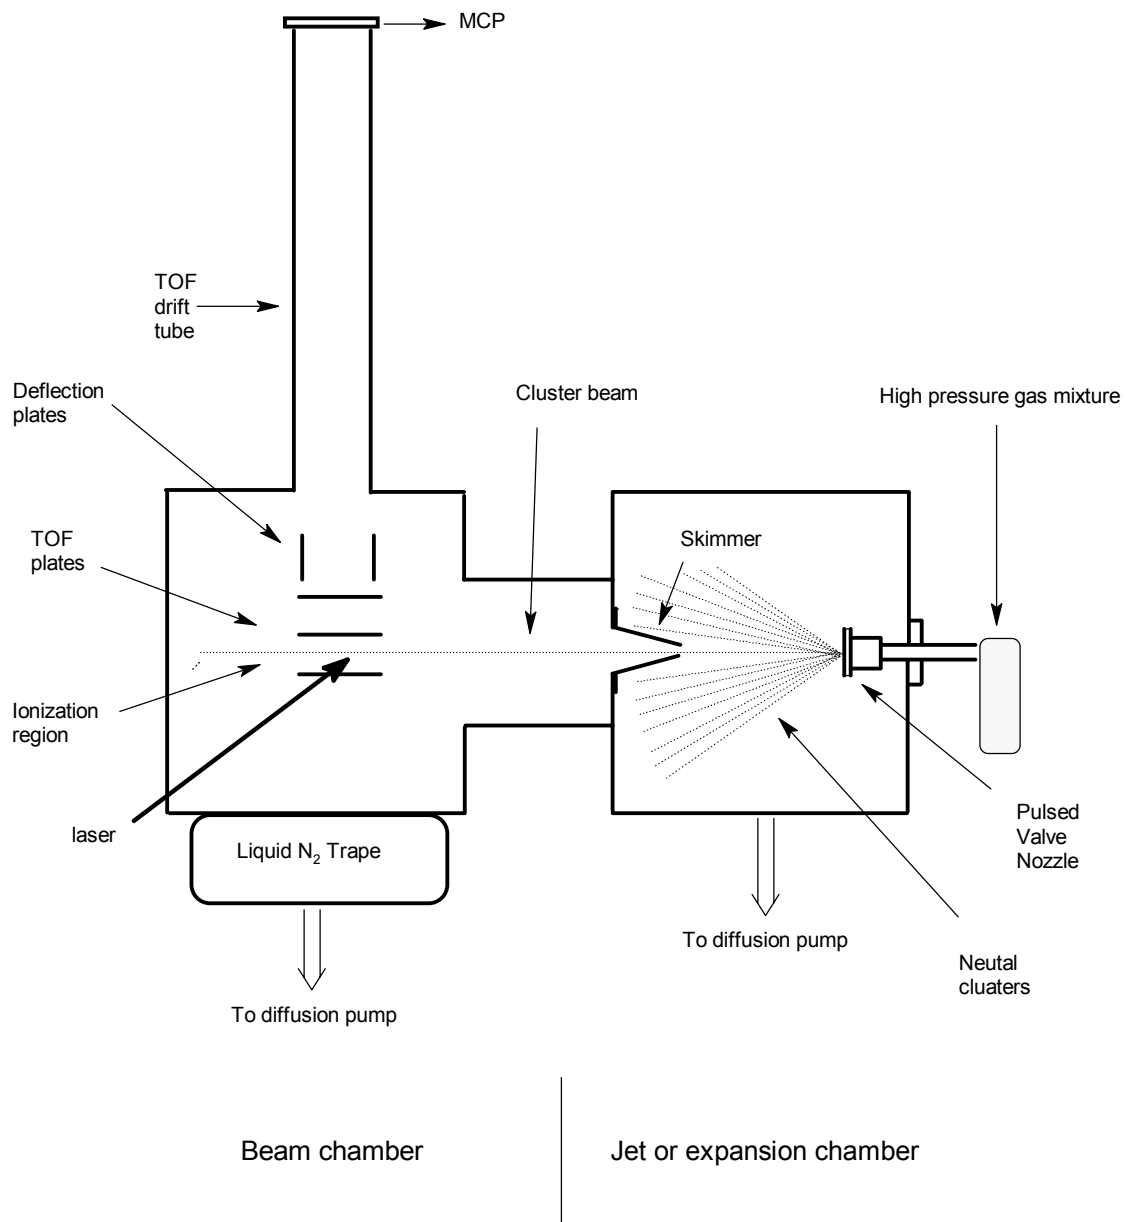 MCP
TOF
drift
tube
Deflection
plates
Cluster beam
High pressure gas mixture
TOF
plates
Skimmer
Ionization
region
laser
Liquid N₂ Trape
Pulsed
Valve
Nozzle
To diffusion pump
Neutal
cluaters
To diffusion pump
Beam chamber
Jet or expansion chamber